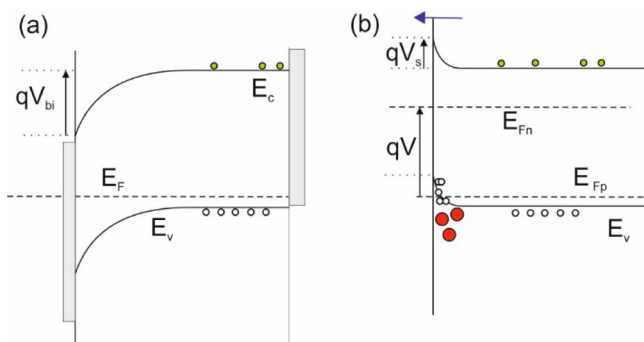 (a)
qV_bi
E_c
E_F
E_v
(b)
qV_s
E_Fn
qV
E_Fp
E_v